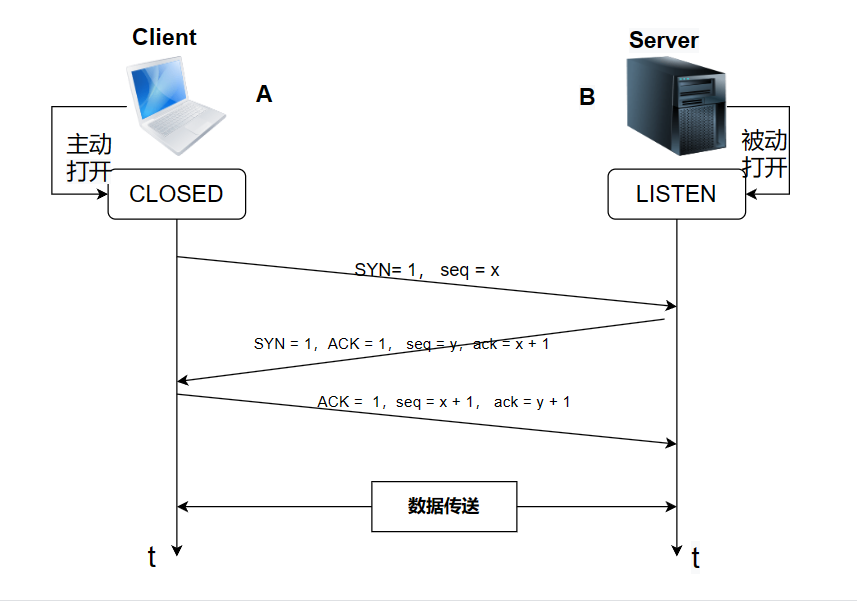 Client
Server
A
B
主动
打开
被动
打开
CLOSED
LISTEN
SYN= 1， seq = x
SYN = 1，ACK = 1， seq = y，ack = x + 1
ACK = 1，seq = x + 1， ack = y + 1
数据传送
t
t